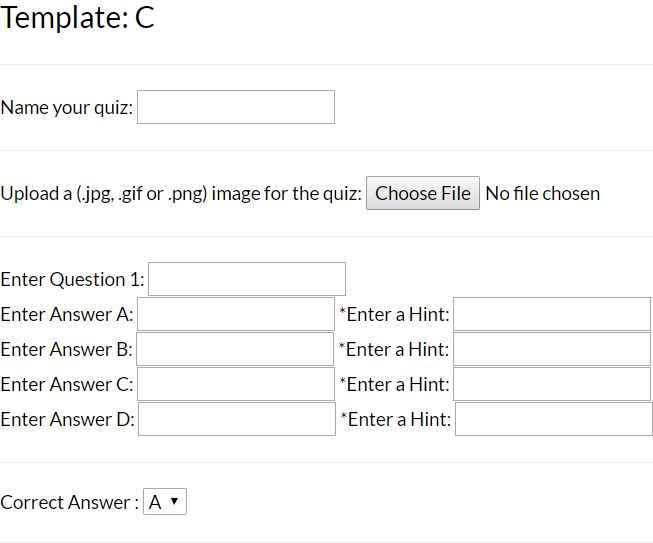 Template: C
Name your quiz:
Upload a (.jpg, .gif or .png) image for the quiz: Choose File No file chosen
Enter Question 1:
Enter Answer A: *Enter a Hint:
Enter Answer B: *Enter a Hint:
Enter Answer C: *Enter a Hint:
Enter Answer D: *Enter a Hint:
Correct Answer : A